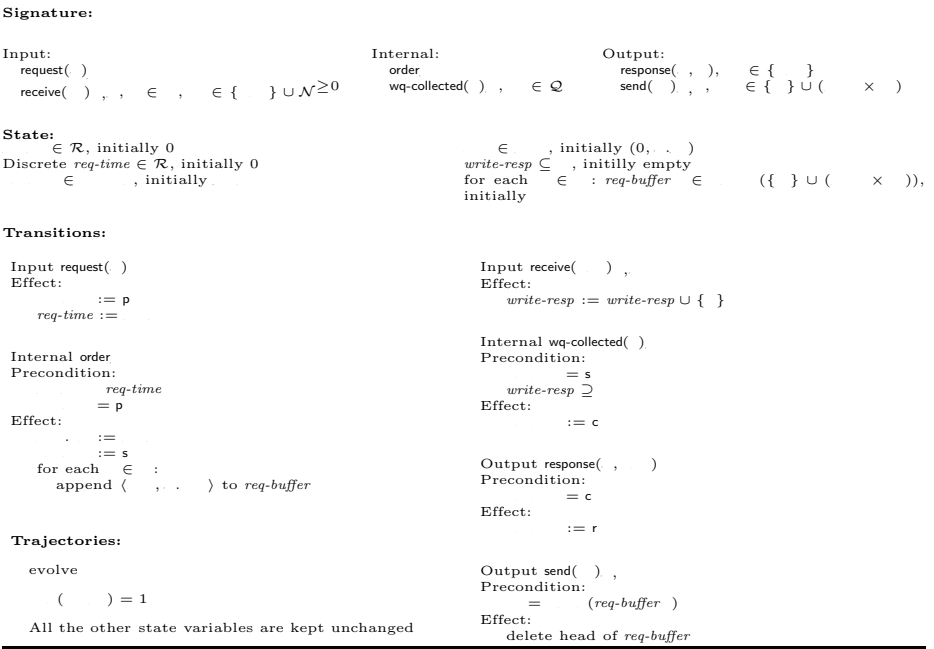 Signature:
Input:
request( )
receive( ) , , ∈ , ∈ { } ∪ 𝒩≥0
Internal:
order
wq-collected( ) , ∈ 𝒬
Output:
response( , ), ∈ { }
send( ) , , ∈ { } ∪ ( × )
State:
∈ ℛ, initially 0
Discrete req-time ∈ ℛ, initially 0
∈ , initially
∈ , initially (0, . )
write-resp ⊆ , initilly empty
for each ∈ : req-buffer ∈ ({ } ∪ ( × )),
initially
Transitions:
Input request( )
Effect:
:= p
req-time :=
Internal order
Precondition:
req-time
= p
Effect:
. :=
:= s
for each ∈ :
append ⟨ , . ⟩ to req-buffer
Trajectories:
evolve
( ) = 1
All the other state variables are kept unchanged
Input receive( ) ,
Effect:
write-resp := write-resp ∪ { }
Internal wq-collected( )
Precondition:
= s
write-resp ⊇
Effect:
:= c
Output response( , )
Precondition:
= c
Effect:
:= r
Output send( ) ,
Precondition:
= (req-buffer )
Effect:
delete head of req-buffer